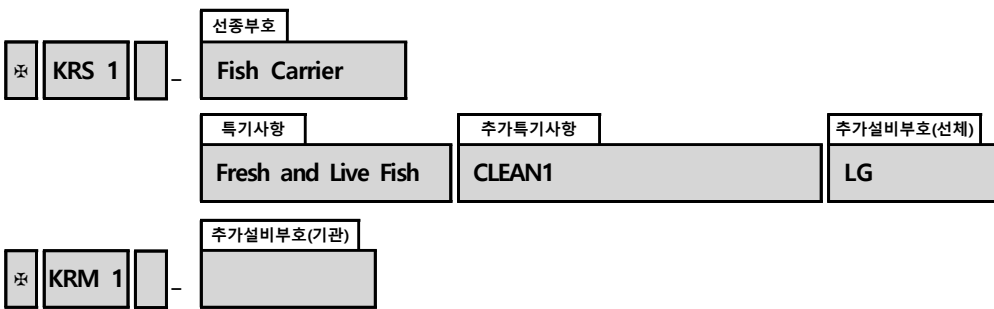 선종부호
✠ KRS 1 – Fish Carrier
특기사항 추가특기사항 추가설비부호(선체)
Fresh and Live Fish CLEAN1 LG
추가설비부호(기관)
✠ KRM 1 –